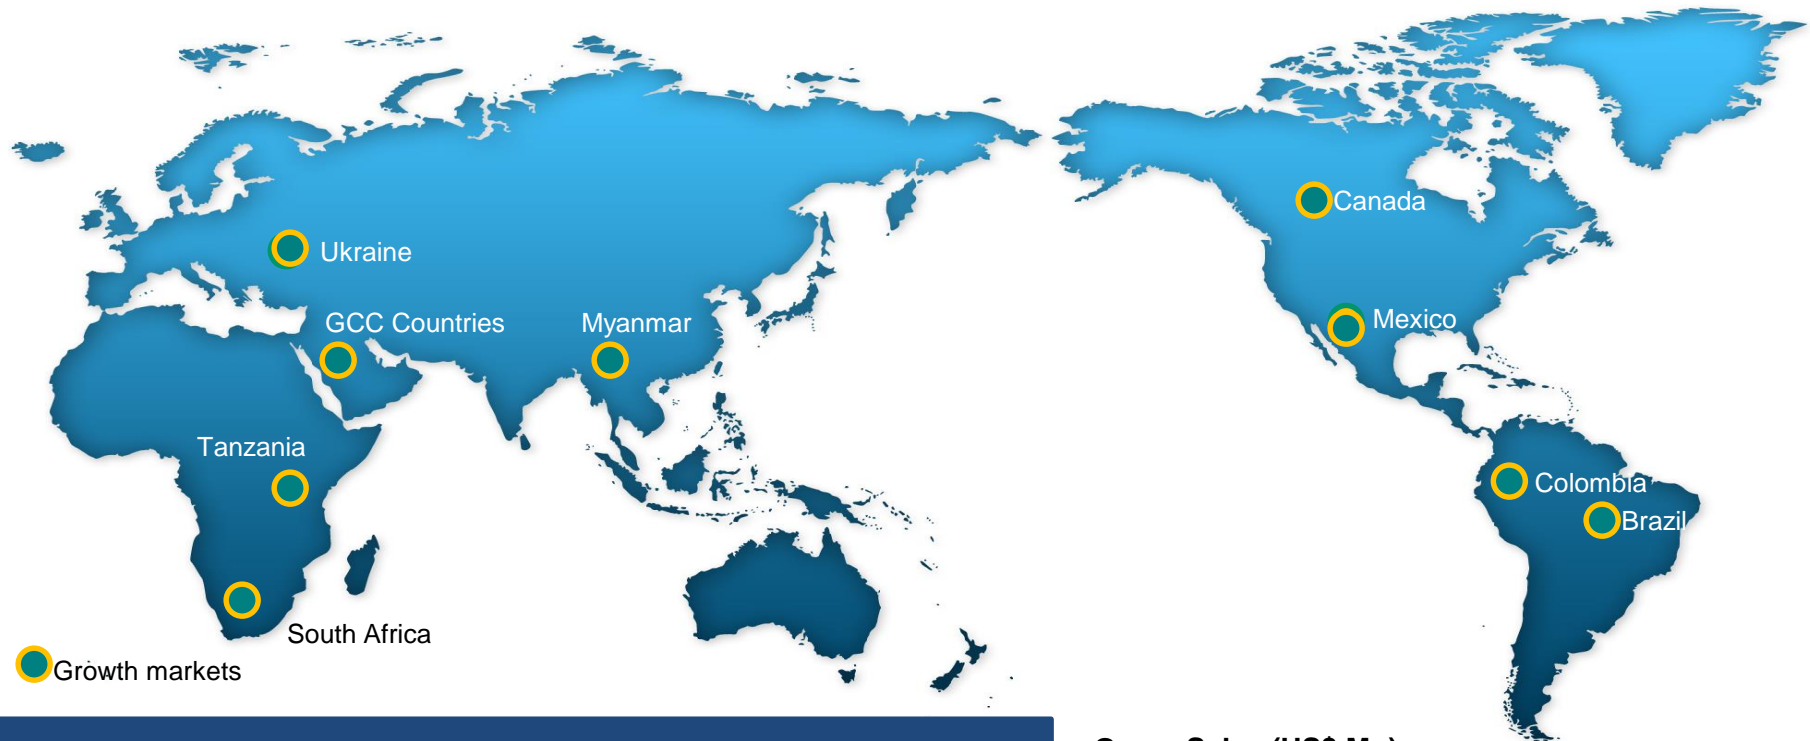 Canada
Ukraine
GCC Countries
Myanmar
Mexico
Tanzania
Colombia
Brazil
South Africa
Growth markets